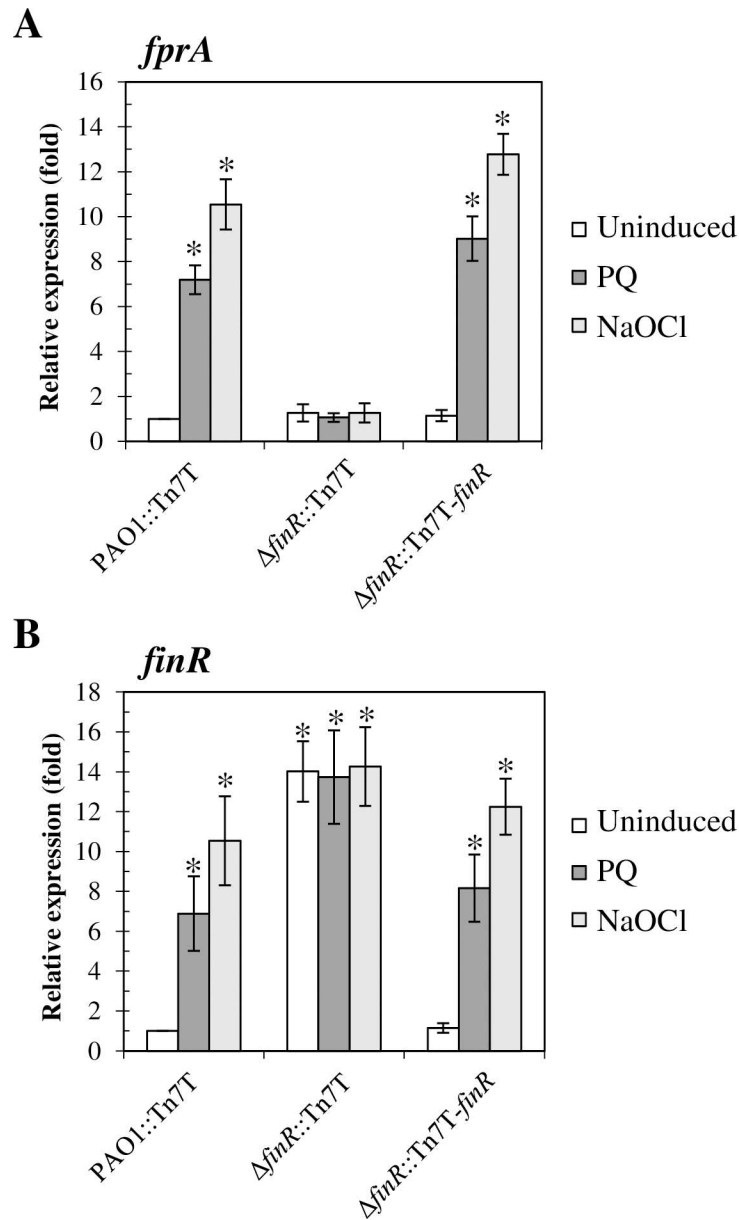 A
fprA
Relative expression (fold)
16
14
12
10
8
6
4
2
0
*
*
*
*
PAO1::Tn7T
ΔfinR::Tn7T
ΔfinR::Tn7T-finR
Uninduced
PQ
NaOCl
B
finR
Relative expression (fold)
18
16
14
12
10
8
6
4
2
0
*
*
*
*
*
*
*
PAO1::Tn7T
ΔfinR::Tn7T
ΔfinR::Tn7T-finR
Uninduced
PQ
NaOCl